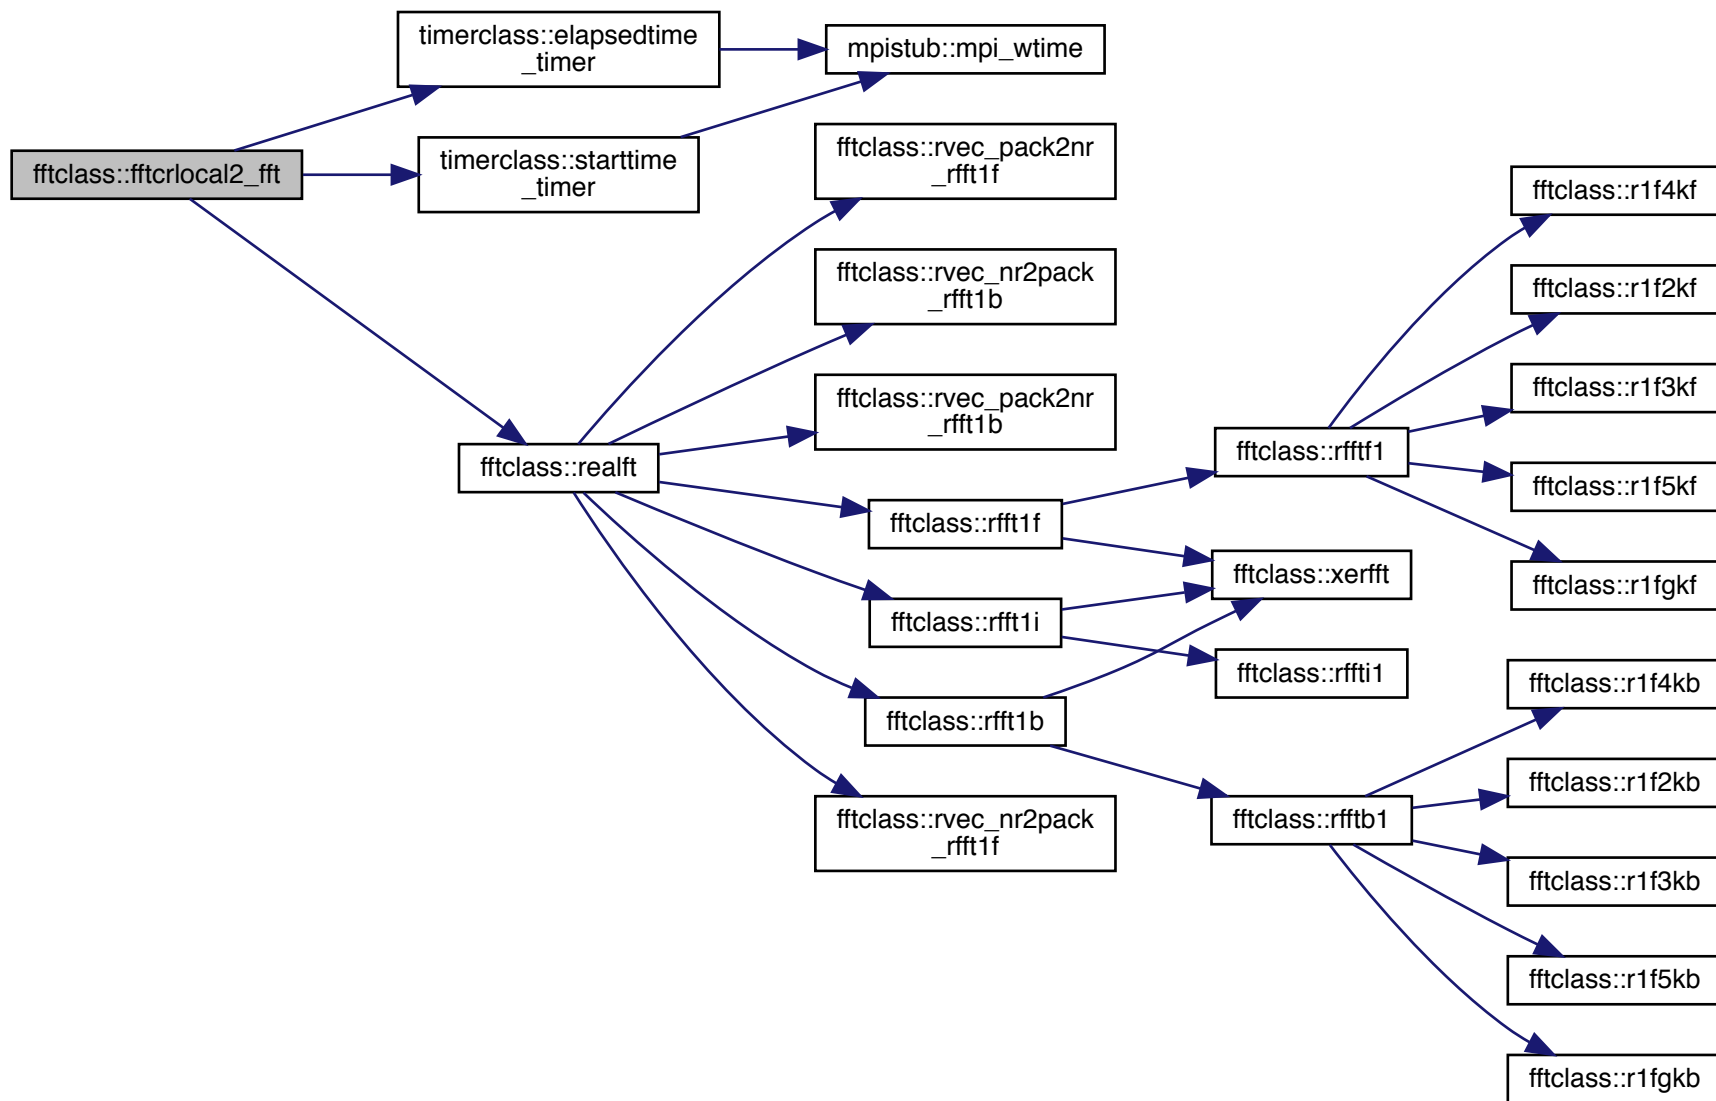 fftclass::fftcrlocal2_fft
timerclass::elapsedtime
_timer
timerclass::starttime
_timer
fftclass::realft
mpistub::mpi_wtime
fftclass::rvec_pack2nr
_rfft1f
fftclass::rvec_nr2pack
_rfft1b
fftclass::rvec_pack2nr
_rfft1b
fftclass::rfft1f
fftclass::rfft1i
fftclass::rfft1b
fftclass::rvec_nr2pack
_rfft1f
fftclass::rfftf1
fftclass::xerfft
fftclass::rffti1
fftclass::rfftb1
fftclass::r1f4kf
fftclass::r1f2kf
fftclass::r1f3kf
fftclass::r1f5kf
fftclass::r1fgkf
fftclass::r1f4kb
fftclass::r1f2kb
fftclass::r1f3kb
fftclass::r1f5kb
fftclass::r1fgkb